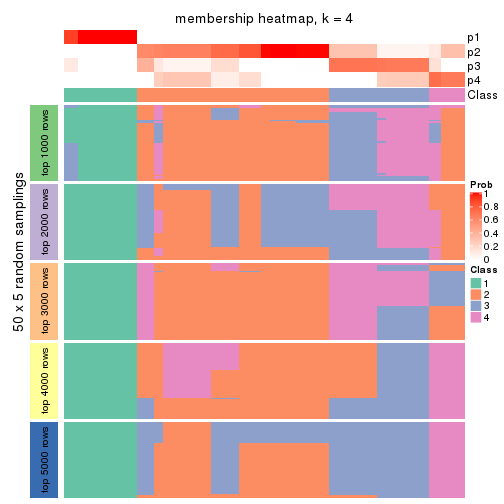 membership heatmap, k = 4
p1
p2
p3
p4
Class
50 x 5 random samplings
top 1000 rows
top 2000 rows
top 3000 rows
top 4000 rows
top 5000 rows
Prob
1
0.8
0.6
0.4
0.2
0
Class
1
2
3
4